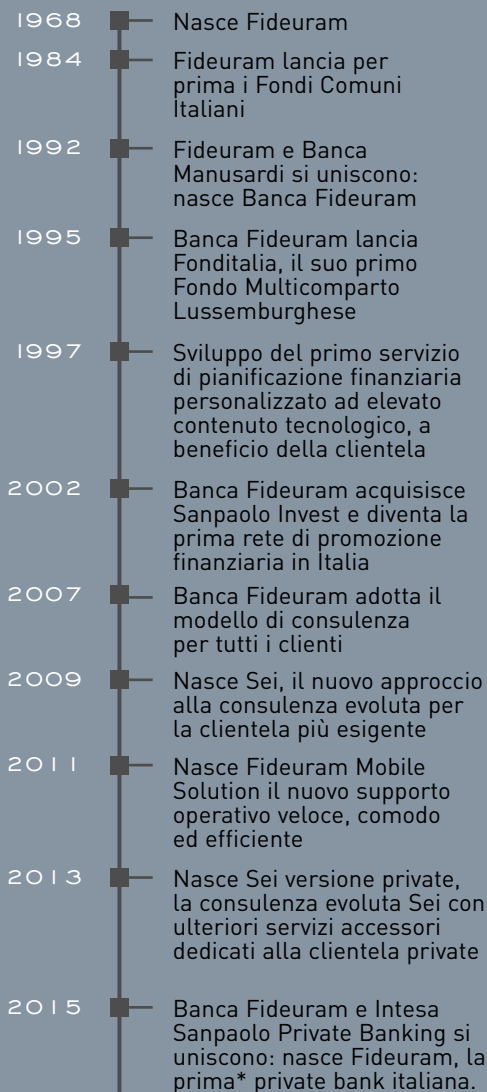 1968 Nasce Fideuram
1984 Fideuram lancia per
prima i Fondi Comuni
Italiani
1992 Fideuram e Banca
Manusardi si uniscono:
nasce Banca Fideuram
1995 Banca Fideuram lancia
Fonditalia, il suo primo
Fondo Multicomparto
Lussemburghese
1997 Sviluppo del primo servizio
di pianificazione finanziaria
personalizzato ad elevato
contenuto tecnologico, a
beneficio della clientela
2002 Banca Fideuram acquisisce
Sanpaolo Invest e diventa la
prima rete di promozione
finanziaria in Italia
2007 Banca Fideuram adotta il
modello di consulenza
per tutti i clienti
2009 Nasce Sei, il nuovo approccio
alla consulenza evoluta per
la clientela più esigente
2011 Nasce Fideuram Mobile
Solution il nuovo supporto
operativo veloce, comodo
ed efficiente
2013 Nasce Sei versione private,
la consulenza evoluta Sei con
ulteriori servizi accessori
dedicati alla clientela private
2015 Banca Fideuram e Intesa
Sanpaolo Private Banking si
uniscono: nasce Fideuram, la
prima* private bank italiana.